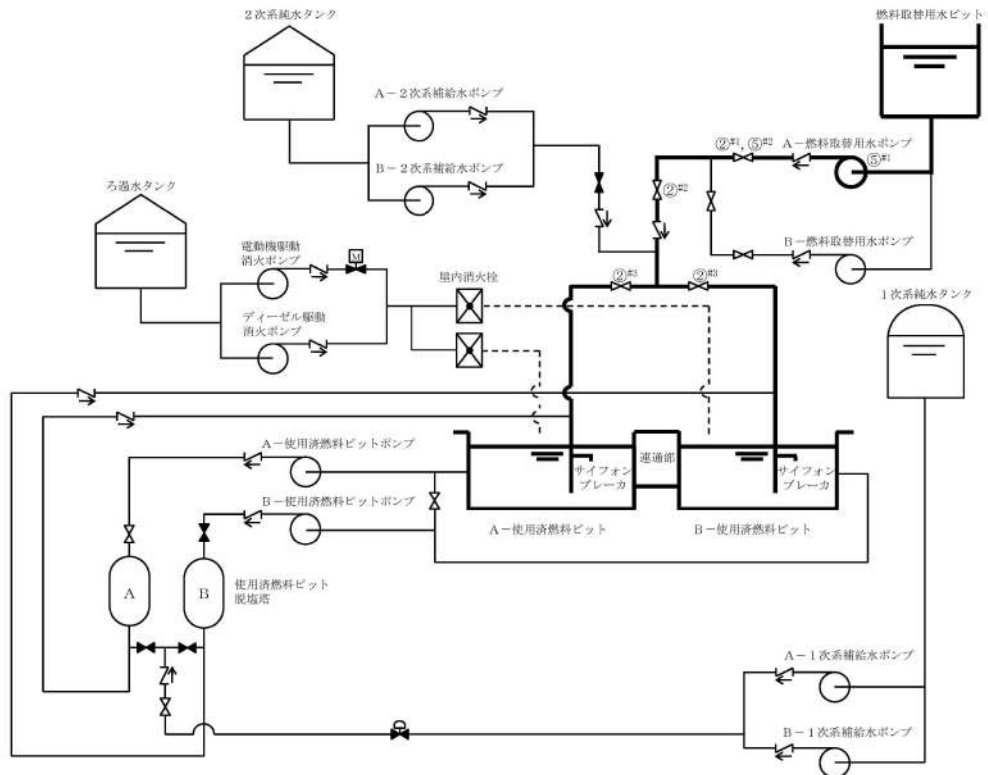 2次系純水タンク
燃料取替用水ピット
A-2次系補給水ポンプ
B-2次系補給水ポンプ
②#1, ⑤#2
A-燃料取替用水ポンプ
⑤#1
②#2
B-燃料取替用水ポンプ
ろ過水タンク
電動機駆動
消火ポンプ
M
屋内消火栓
②#3
②#3
1次系純水タンク
ディーゼル駆動
消火ポンプ
A-使用済燃料ピットポンプ
連通部
サイフォン
ブレーカ
サイフォン
ブレーカ
B-使用済燃料ピットポンプ
A-使用済燃料ピット
B-使用済燃料ピット
A
B
使用済燃料ピット
脱塩塔
A-1次系補給水ポンプ
B-1次系補給水ポンプ